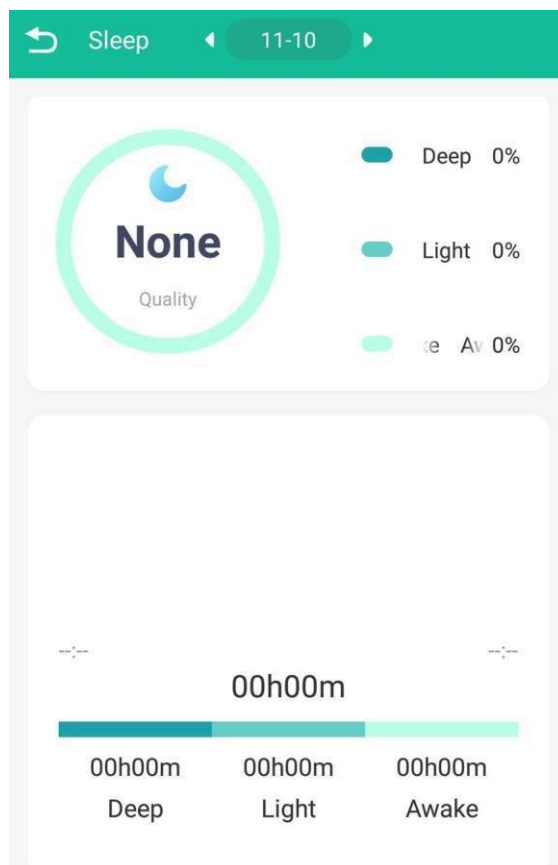 Sleep 11-10
Deep 0%
None
Light 0%
Quality
0%
--:-- --:--
00h00m
00h00m 00h00m 00h00m
Deep Light Awake